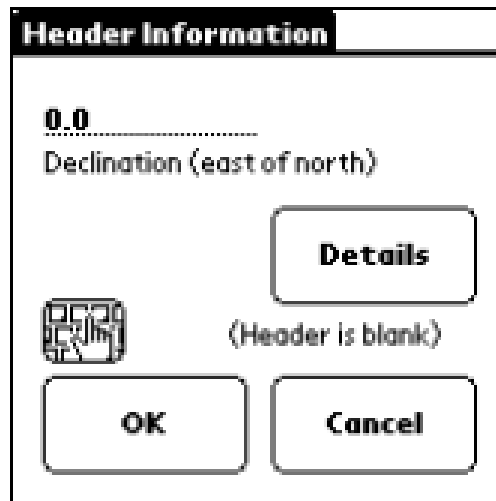 Header Information
0.0
Declination (east of north)
Details
(Header is blank)
OK
Cancel